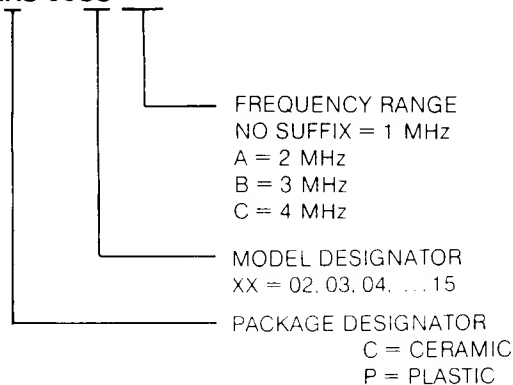 FREQUENCY RANGE
NO SUFFIX = 1 MHz
A = 2 MHz
B = 3 MHz
C = 4 MHz
MODEL DESIGNATOR
XX = 02, 03, 04, ... 15
PACKAGE DESIGNATOR
C = CERAMIC
P = PLASTIC